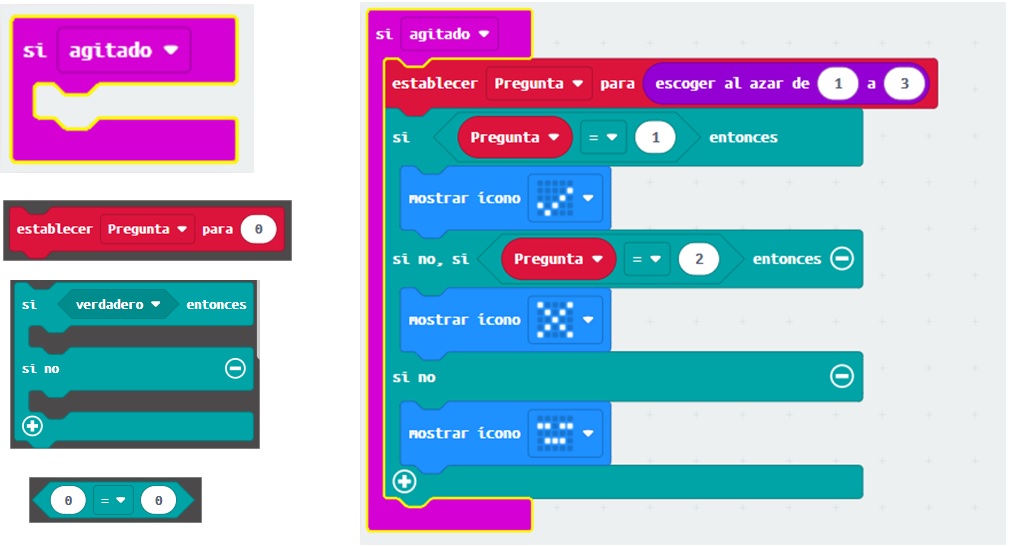 si agitado
establecer Pregunta para 0
si verdadero entonces
si no
0 = 0
si agitado
establecer Pregunta para escoger al azar de 1 a 3
si Pregunta = 1 entonces
mostrar ícono
si no, si Pregunta = 2 entonces
mostrar ícono
si no
mostrar ícono